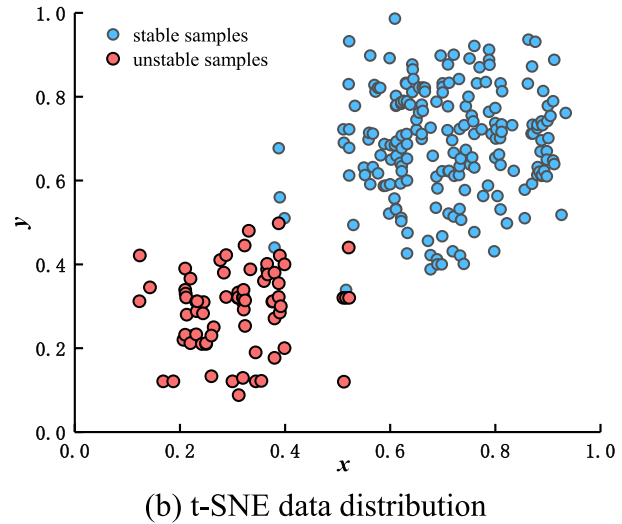 1.0
stable samples
unstable samples
0.8
0.6
y
0.4
0.2
0.0
0.0 0.2 0.4 0.6 0.8 1.0
x
(b) t-SNE data distribution